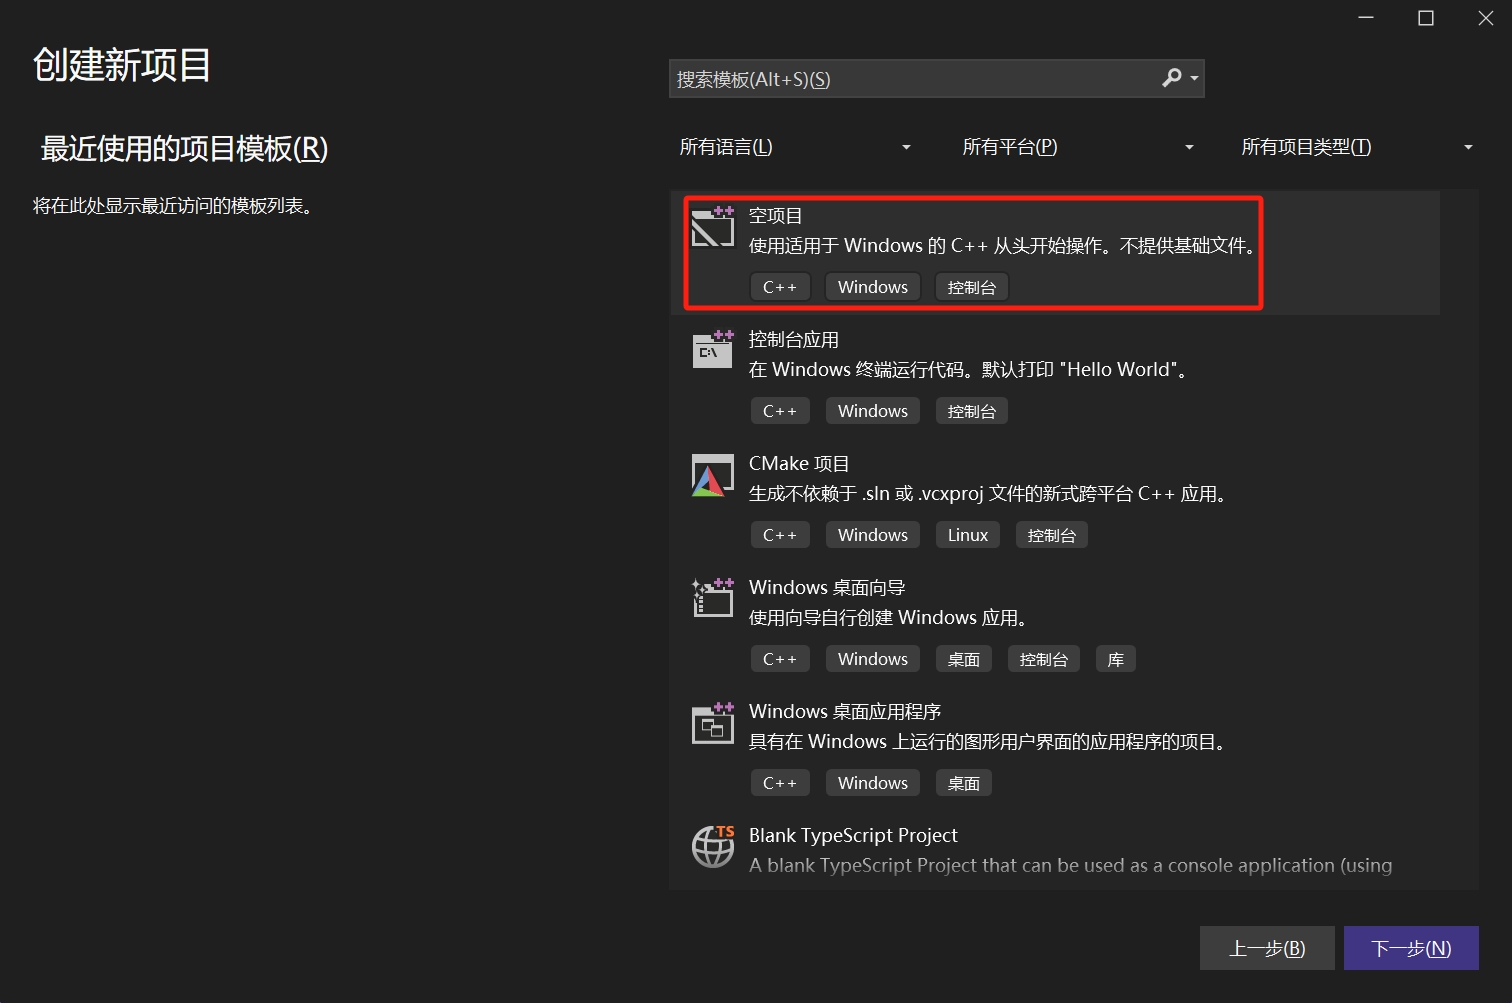 创建新项目
搜索模板(Alt+S)(S)
最近使用的项目模板(R)
所有语言(L)
所有平台(P)
所有项目类型(T)
将在此处显示最近访问的模板列表。
空项目
使用适用于 Windows 的 C++ 从头开始操作。不提供基础文件。
C++ Windows 控制台
控制台应用
C:\
在 Windows 终端运行代码。默认打印 "Hello World"。
C++ Windows 控制台
CMake 项目
生成不依赖于 .sln 或 .vcxproj 文件的新式跨平台 C++ 应用。
C++ Windows Linux 控制台
Windows 桌面向导
使用向导自行创建 Windows 应用。
C++ Windows 桌面 控制台 库
Windows 桌面应用程序
具有在 Windows 上运行的图形用户界面的应用程序的项目。
C++ Windows 桌面
TS
Blank TypeScript Project
A blank TypeScript Project that can be used as a console application (using
上一步(B)
下一步(N)